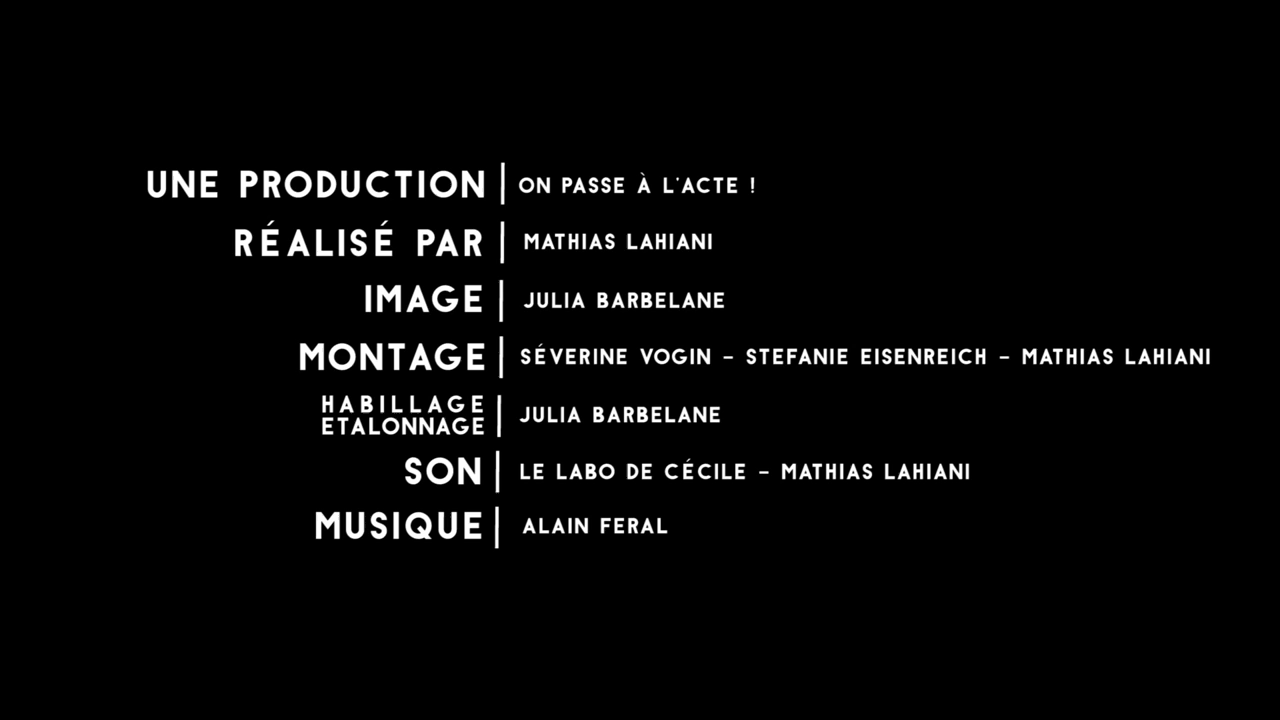 UNE PRODUCTION | ON PASSE À L'ACTE !
RÉALISÉ PAR | MATHIAS LAHIANI
IMAGE | JULIA BARBELANE
MONTAGE | SÉVERINE VOGIN – STEFANIE EISENREICH – MATHIAS LAHIANI
HABILLAGE
ETALONNAGE | JULIA BARBELANE
SON | LE LABO DE CÉCILE – MATHIAS LAHIANI
MUSIQUE | ALAIN FERAL